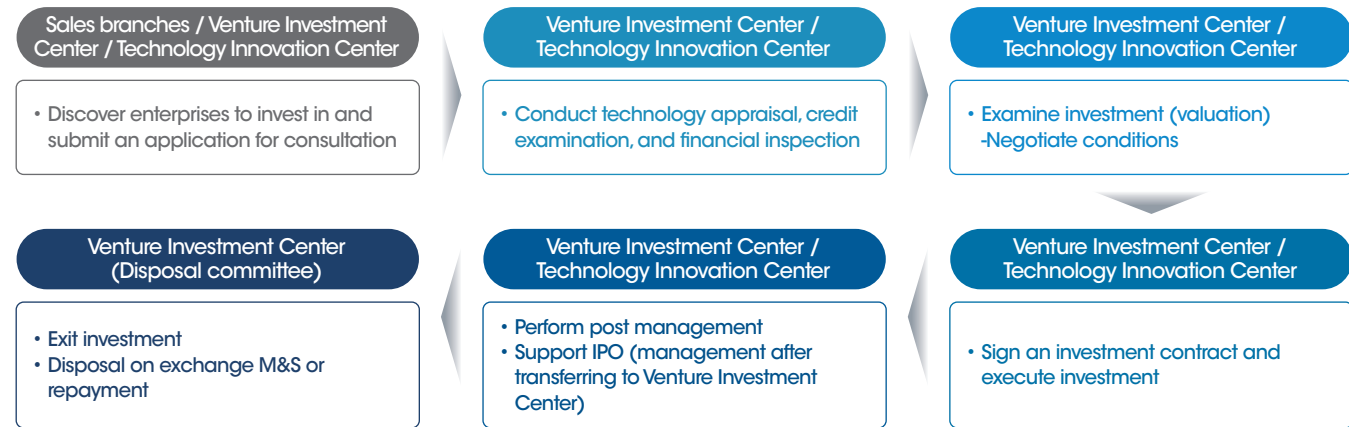 Sales branches / Venture Investment
Center / Technology Innovation Center
• Discover enterprises to invest in and
submit an application for consultation
Venture Investment Center /
Technology Innovation Center
• Conduct technology appraisal, credit
examination, and financial inspection
Venture Investment Center /
Technology Innovation Center
• Examine investment (valuation)
-Negotiate conditions
Venture Investment Center /
Technology Innovation Center
• Sign an investment contract and
execute investment
Venture Investment Center /
Technology Innovation Center
• Perform post management
• Support IPO (management after
transferring to Venture Investment
Center)
Venture Investment Center
(Disposal committee)
• Exit investment
• Disposal on exchange M&S or
repayment